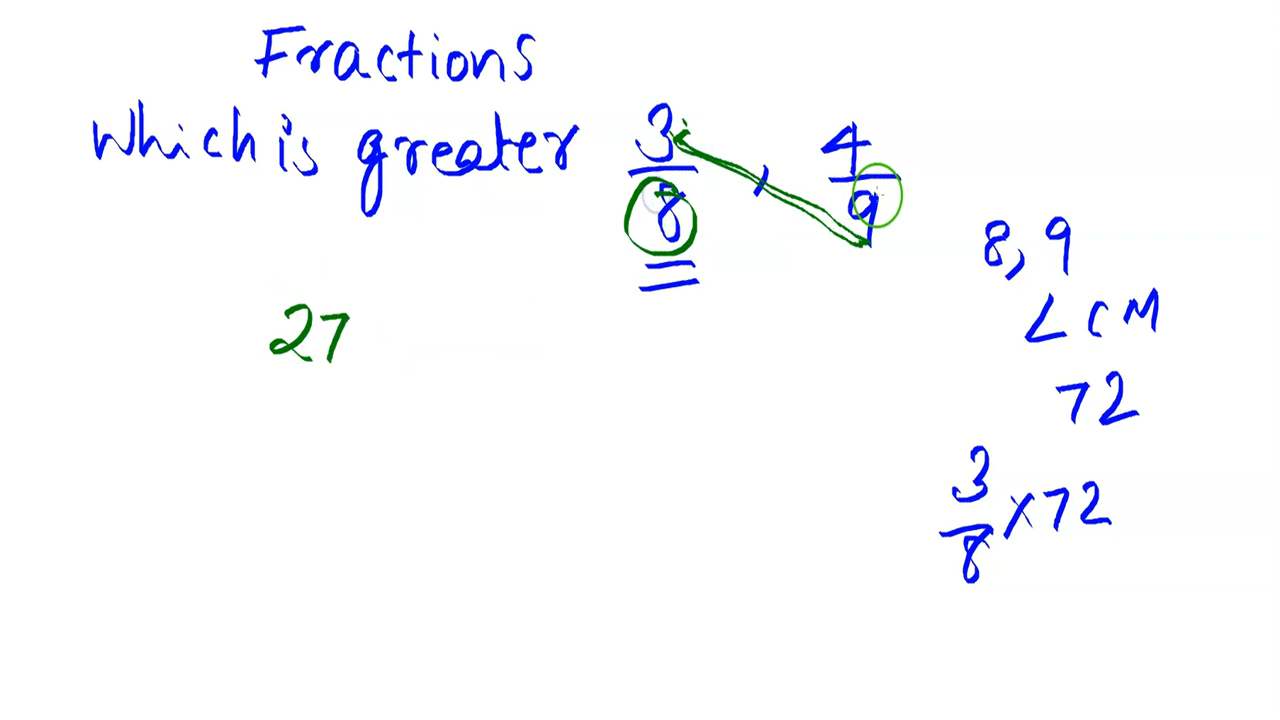 Fractions
Which is greater 3/8 , 4/9
8, 9
LCM
27
72
3/8 × 72